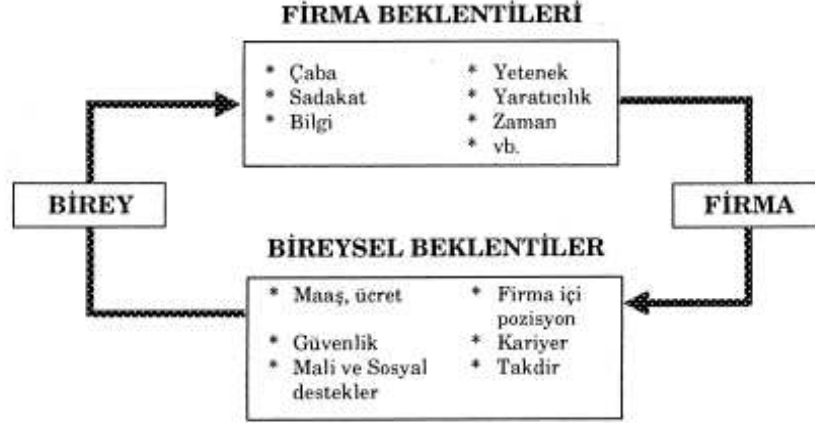 FİRMA BEKLENTİLERİ
* Çaba
* Sadakat
* Bilgi
* Yetenek
* Yaratıcılık
* Zaman
* vb.
BİREY
FİRMA
BİREYSEL BEKLENTİLER
* Maaş, ücret
* Güvenlik
* Mali ve Sosyal
destekler
* Firma içi
pozisyon
* Kariyer
* Takdir